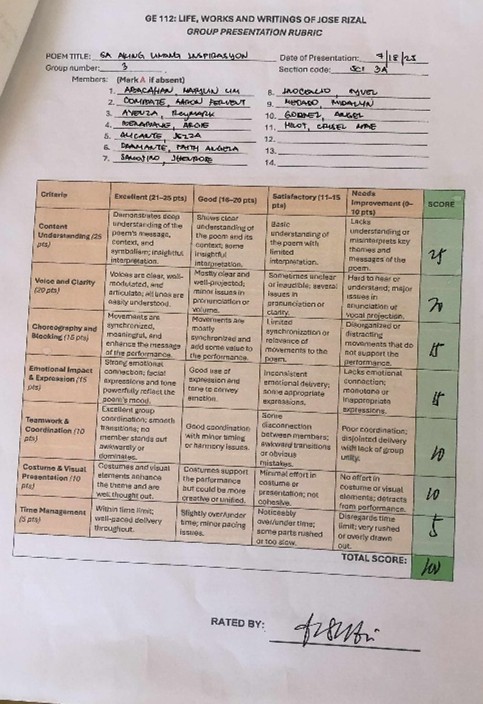 GE 112: LIFE, WORKS AND WRITINGS OF JOSE RIZAL
GROUP PRESENTATION RUBRIC
POEM TITLE: SA AKING UNANG INSPIRASYON Date of Presentation: 9/18/25
Group number: 3 Section code: SCI 3A
Members: (Mark A if absent)
1. ABACAHAN, MARJUN LIM 8. INOCENCIO, EYVEL
2. AARON FERVENT 9. MEDADO, MIDALYN
3. AVENZA, REYMARK 10. ANGEL
4. ARGIE 11. HILOT,
5. ALICANTE, JEZZA 12.
6. DRAMANTE, FAITH ANGELA 13.
7. 14.
Criteria Excellent (21–25 pts) Good (16–20 pts) Satisfactory (11–15 pts) Needs Improvement (0–10 pts) SCORE
Content Understanding (25 pts) Demonstrates deep understanding of the poem's message, context, and symbolism; insightful interpretation. Shows clear understanding of the poem and its context; some insightful interpretation. Basic understanding of the poem with limited interpretation. Lacks understanding or misinterprets key themes and messages of the poem. 25
Voice and Clarity (20 pts) Voices are clear, well-modulated, and articulate; all lines are easily understood. Mostly clear and well-projected; minor issues in pronunciation or volume. Sometimes unclear or inaudible; several issues in pronunciation or clarity. Hard to hear or understand; major issues in enunciation or vocal projection. 20
Choreography and Blocking (15 pts) Movements are synchronized, meaningful, and enhance the message of the performance. Movements are mostly synchronized and add some value to the performance. Limited synchronization or relevance of movements to the poem. Disorganized or distracting movements that do not support the performance. 15
Emotional Impact & Expression (15 pts) Strong emotional connection; facial expressions and tone powerfully reflect the poem's mood. Good use of expression and tone to convey emotion. Inconsistent emotional delivery; some appropriate expressions. Lacks emotional connection; monotone or inappropriate expressions. 15
Teamwork & Coordination (10 pts) Excellent group coordination; smooth transitions; no member stands out awkwardly or dominates. Good coordination with minor timing or harmony issues. Some disconnection between members; awkward transitions or obvious mistakes. Poor coordination; disjointed delivery with lack of group utility. 10
Costume & Visual Presentation (10 pts) Costumes and visual elements enhance the theme and are well thought out. Costumes support the performance but could be more creative or unified. Minimal effort in costume or presentation; not cohesive. No effort in costume or visual elements; detracts from performance. 10
Time Management (5 pts) Within time limit; well-paced delivery throughout. Slightly over/under time; minor pacing issues. Noticeably over/under time; some parts rushed or too slow. Disregards time limit; very rushed or overly drawn out. 5
TOTAL SCORE: 100
RATED BY: